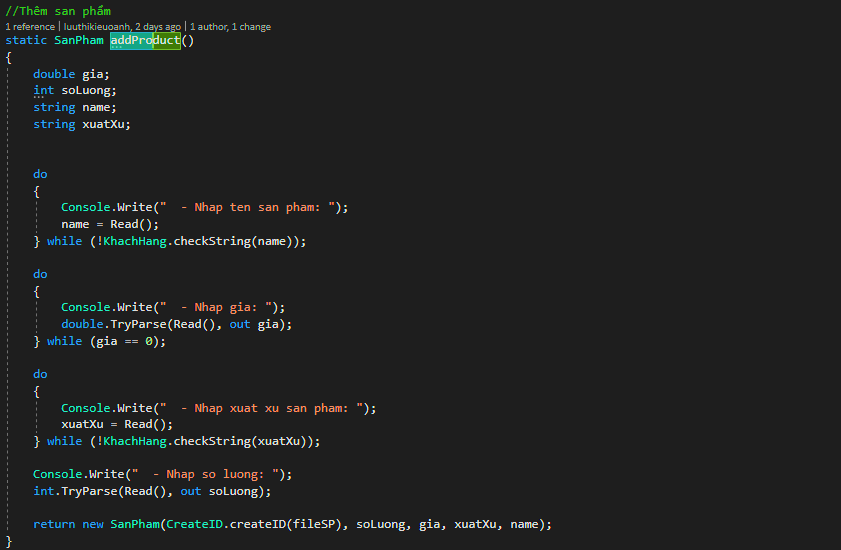 //Thêm san phẩm
1 reference | luuthikieuoanh, 2 days ago | 1 author, 1 change
static SanPham addProduct()
{
double gia;
int soLuong;
string name;
string xuatXu;
do
{
Console.Write("  - Nhap ten san pham: ");
name = Read();
} while (!KhachHang.checkString(name));
do
{
Console.Write("  - Nhap gia: ");
double.TryParse(Read(), out gia);
} while (gia == 0);
do
{
Console.Write("  - Nhap xuat xu san pham: ");
xuatXu = Read();
} while (!KhachHang.checkString(xuatXu));
Console.Write("  - Nhap so luong: ");
int.TryParse(Read(), out soLuong);
return new SanPham(CreateID.createID(fileSP), soLuong, gia, xuatXu, name);
}